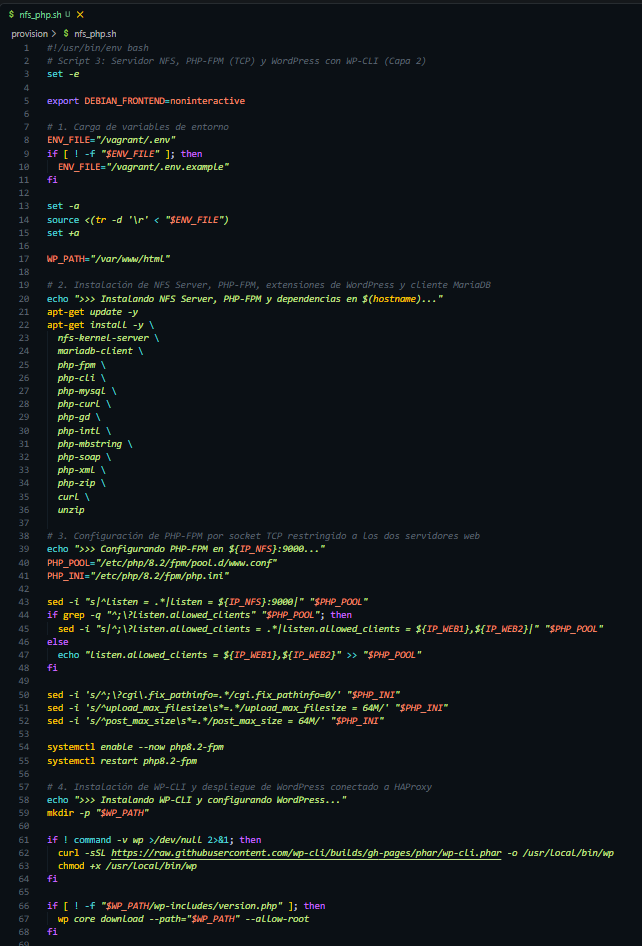 nfs_php.sh U ×
provision > $ nfs_php.sh
1 #!/usr/bin/env bash
2 # Script 3: Servidor NFS, PHP-FPM (TCP) y WordPress con WP-CLI (Capa 2)
3 set -e
4
5 export DEBIAN_FRONTEND=noninteractive
6
7 # 1. Carga de variables de entorno
8 ENV_FILE="/vagrant/.env"
9 if [ ! -f "$ENV_FILE" ]; then
10 ENV_FILE="/vagrant/.env.example"
11 fi
12
13 set -a
14 source <(tr -d '\r' < "$ENV_FILE")
15 set +a
16
17 WP_PATH="/var/www/html"
18
19 # 2. Instalación de NFS Server, PHP-FPM, extensiones de WordPress y cliente MariaDB
20 echo ">>> Instalando NFS Server, PHP-FPM y dependencias en $(hostname)..."
21 apt-get update -y
22 apt-get install -y \
23 nfs-kernel-server \
24 mariadb-client \
25 php-fpm \
26 php-cli \
27 php-mysql \
28 php-curl \
29 php-gd \
30 php-intl \
31 php-mbstring \
32 php-soap \
33 php-xml \
34 php-zip \
35 curl \
36 unzip
37
38 # 3. Configuración de PHP-FPM por socket TCP restringido a los dos servidores web
39 echo ">>> Configurando PHP-FPM en ${IP_NFS}:9000..."
40 PHP_POOL="/etc/php/8.2/fpm/pool.d/www.conf"
41 PHP_INI="/etc/php/8.2/fpm/php.ini"
42
43 sed -i "s|^listen = .*|listen = ${IP_NFS}:9000|" "$PHP_POOL"
44 if grep -q "^;\?listen.allowed_clients" "$PHP_POOL"; then
45 sed -i "s|^;\?listen.allowed_clients = .*|listen.allowed_clients = ${IP_WEB1},${IP_WEB2}|" "$PHP_POOL"
46 else
47 echo "listen.allowed_clients = ${IP_WEB1},${IP_WEB2}" >> "$PHP_POOL"
48 fi
49
50 sed -i 's/^;\?cgi\.fix_pathinfo=.*/cgi.fix_pathinfo=0/' "$PHP_INI"
51 sed -i 's/^upload_max_filesize\s*=.*/upload_max_filesize = 64M/' "$PHP_INI"
52 sed -i 's/^post_max_size\s*=.*/post_max_size = 64M/' "$PHP_INI"
53
54 systemctl enable --now php8.2-fpm
55 systemctl restart php8.2-fpm
56
57 # 4. Instalación de WP-CLI y despliegue de WordPress conectado a HAProxy
58 echo ">>> Instalando WP-CLI y configurando WordPress..."
59 mkdir -p "$WP_PATH"
60
61 if ! command -v wp >/dev/null 2>&1; then
62 curl -sSL https://raw.githubusercontent.com/wp-cli/builds/gh-pages/phar/wp-cli.phar -o /usr/local/bin/wp
63 chmod +x /usr/local/bin/wp
64 fi
65
66 if [ ! -f "$WP_PATH/wp-includes/version.php" ]; then
67 wp core download --path="$WP_PATH" --allow-root
68 fi
69